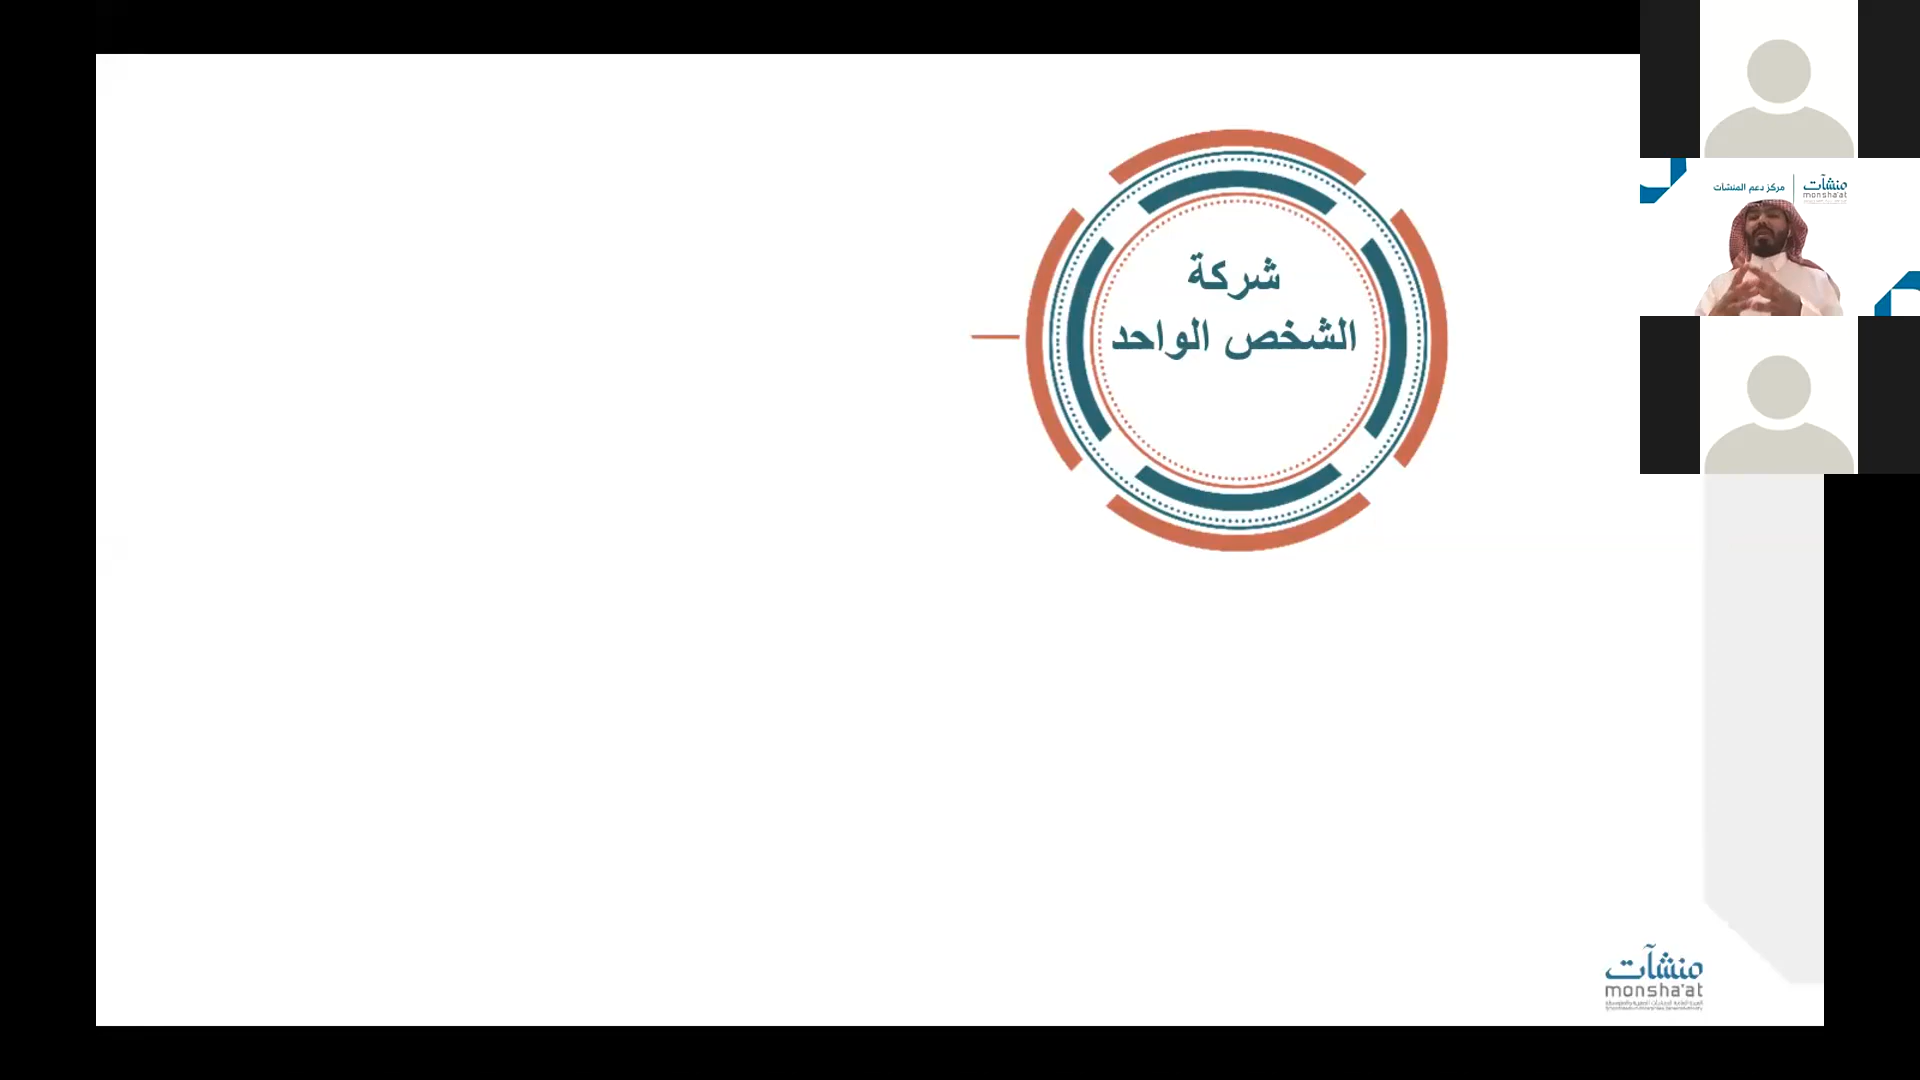 شركة
الشخص الواحد
منشآت
monsha'at
مركز دعم المنشآت
منشآت
monsha'at